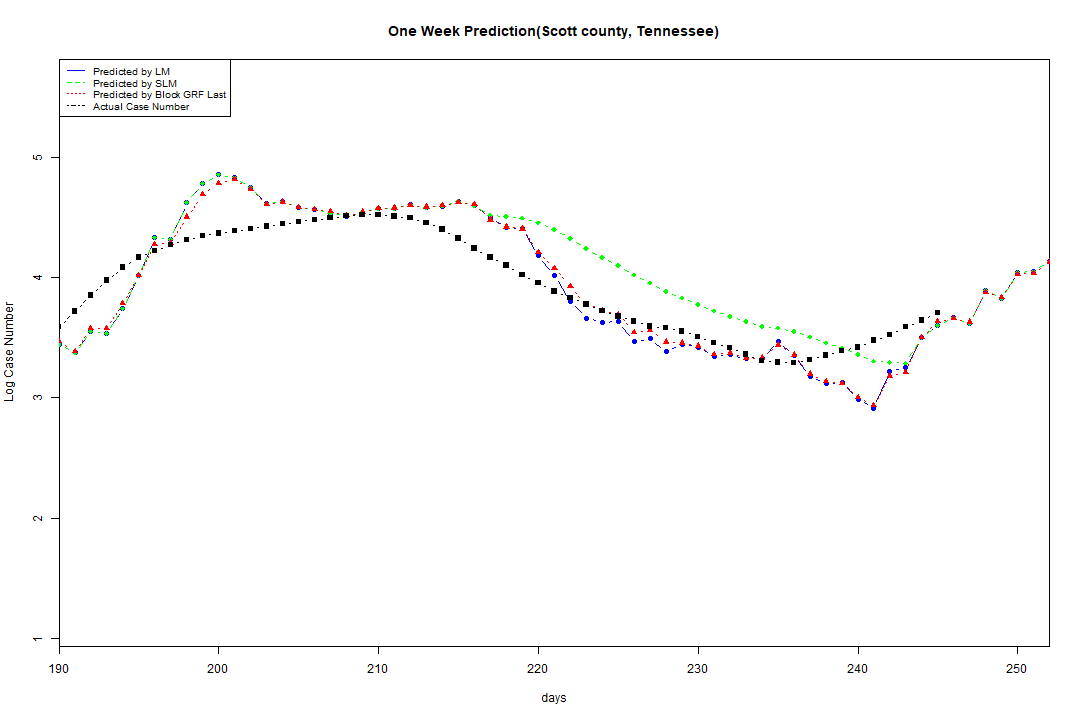 One Week Prediction(Scott county, Tennessee)
Predicted by LM
Predicted by SLM
Predicted by Block GRF Last
Actual Case Number
Log Case Number
5
4
3
2
1
190 200 210 220 230 240 250
days